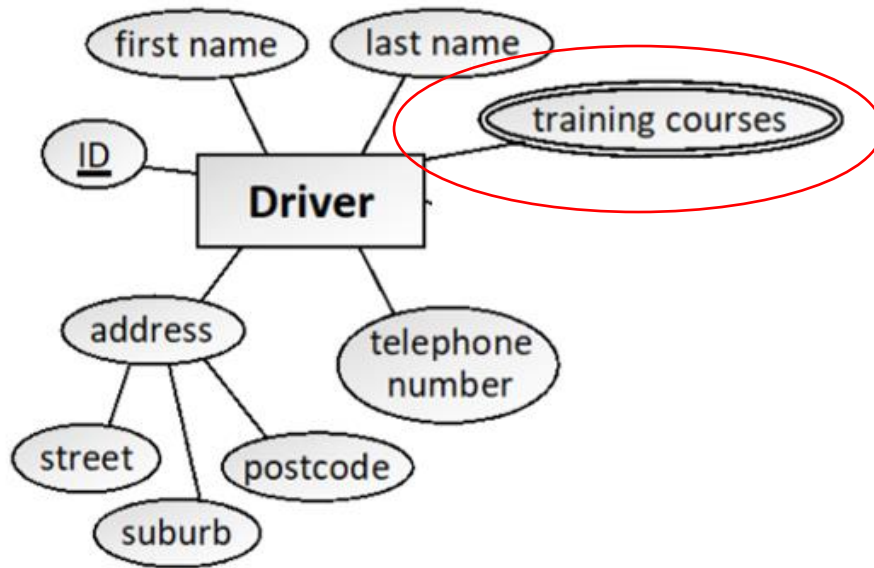 first name
last name
training courses
ID
Driver
address
telephone
number
street
postcode
suburb